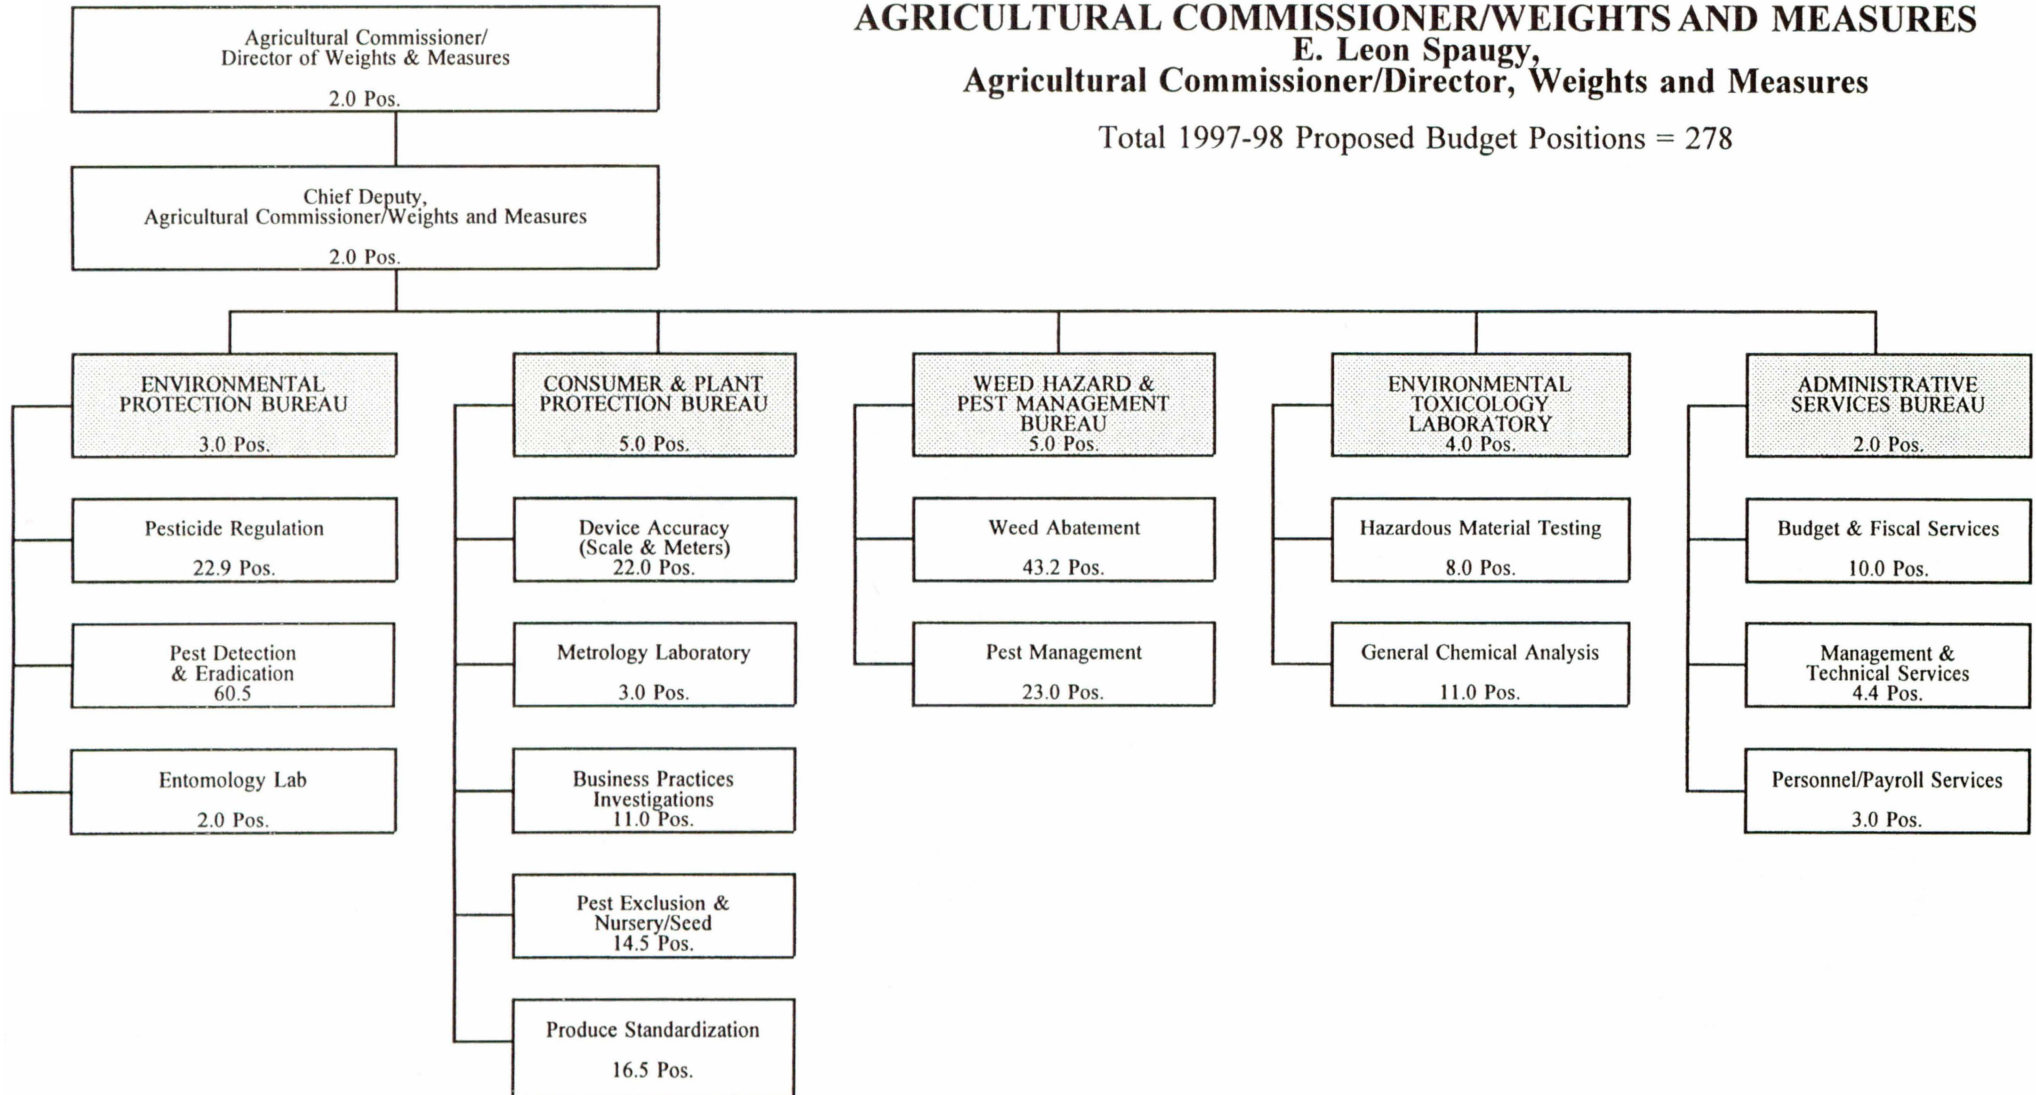 AGRICULTURAL COMMISSIONER/WEIGHTS AND MEASURES
E. Leon Spaugy,
Agricultural Commissioner/Director, Weights and Measures
Total 1997-98 Proposed Budget Positions = 278
Agricultural Commissioner/
Director of Weights & Measures
2.0 Pos.
Chief Deputy,
Agricultural Commissioner/Weights and Measures
2.0 Pos.
ENVIRONMENTAL
PROTECTION BUREAU
3.0 Pos.
Pesticide Regulation
22.9 Pos.
Pest Detection
& Eradication
60.5
Entomology Lab
2.0 Pos.
CONSUMER & PLANT
PROTECTION BUREAU
5.0 Pos.
Device Accuracy
(Scale & Meters)
22.0 Pos.
Metrology Laboratory
3.0 Pos.
Business Practices
Investigations
11.0 Pos.
Pest Exclusion &
Nursery/Seed
14.5 Pos.
Produce Standardization
16.5 Pos.
WEED HAZARD &
PEST MANAGEMENT
BUREAU
5.0 Pos.
Weed Abatement
43.2 Pos.
Pest Management
23.0 Pos.
ENVIRONMENTAL
TOXICOLOGY
LABORATORY
4.0 Pos.
Hazardous Material Testing
8.0 Pos.
General Chemical Analysis
11.0 Pos.
ADMINISTRATIVE
SERVICES BUREAU
2.0 Pos.
Budget & Fiscal Services
10.0 Pos.
Management &
Technical Services
4.4 Pos.
Personnel/Payroll Services
3.0 Pos.